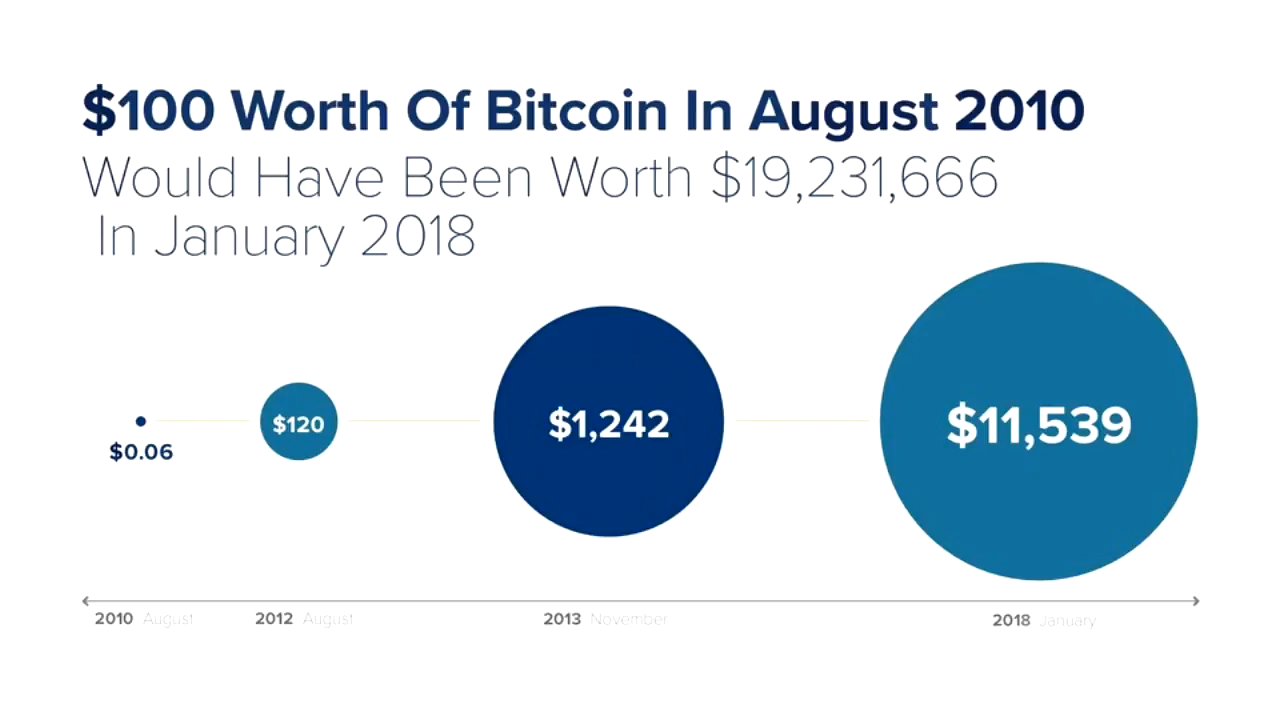 $100 Worth Of Bitcoin In August 2010
Would Have Been Worth $19,231,666
In January 2018
$0.06
$120
$1,242
$11,539
2010 August
2012 August
2013 November
2018 January